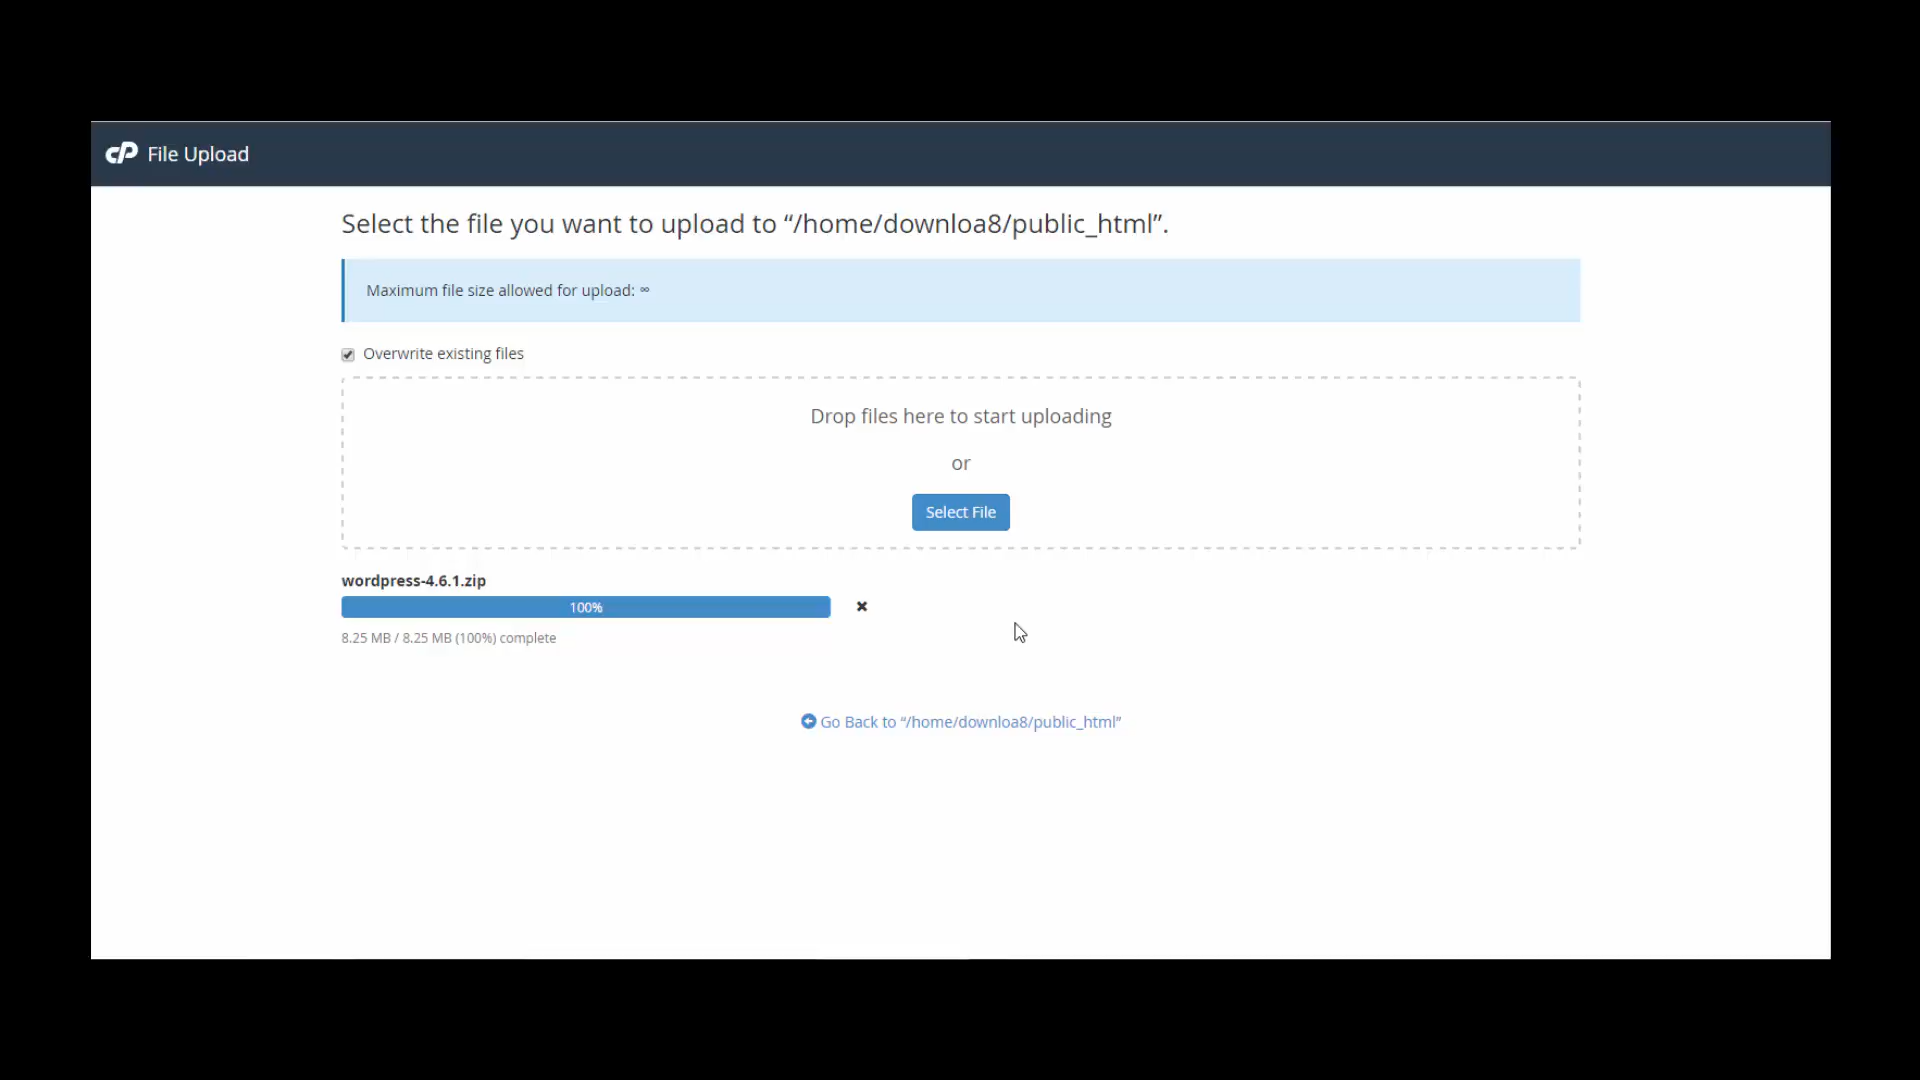 cP File Upload
Select the file you want to upload to “/home/downloa8/public_html”.
Maximum file size allowed for upload: ∞
Overwrite existing files
Drop files here to start uploading
or
Select File
wordpress-4.6.1.zip
100%
8.25 MB / 8.25 MB (100%) complete
Go Back to “/home/downloa8/public_html”